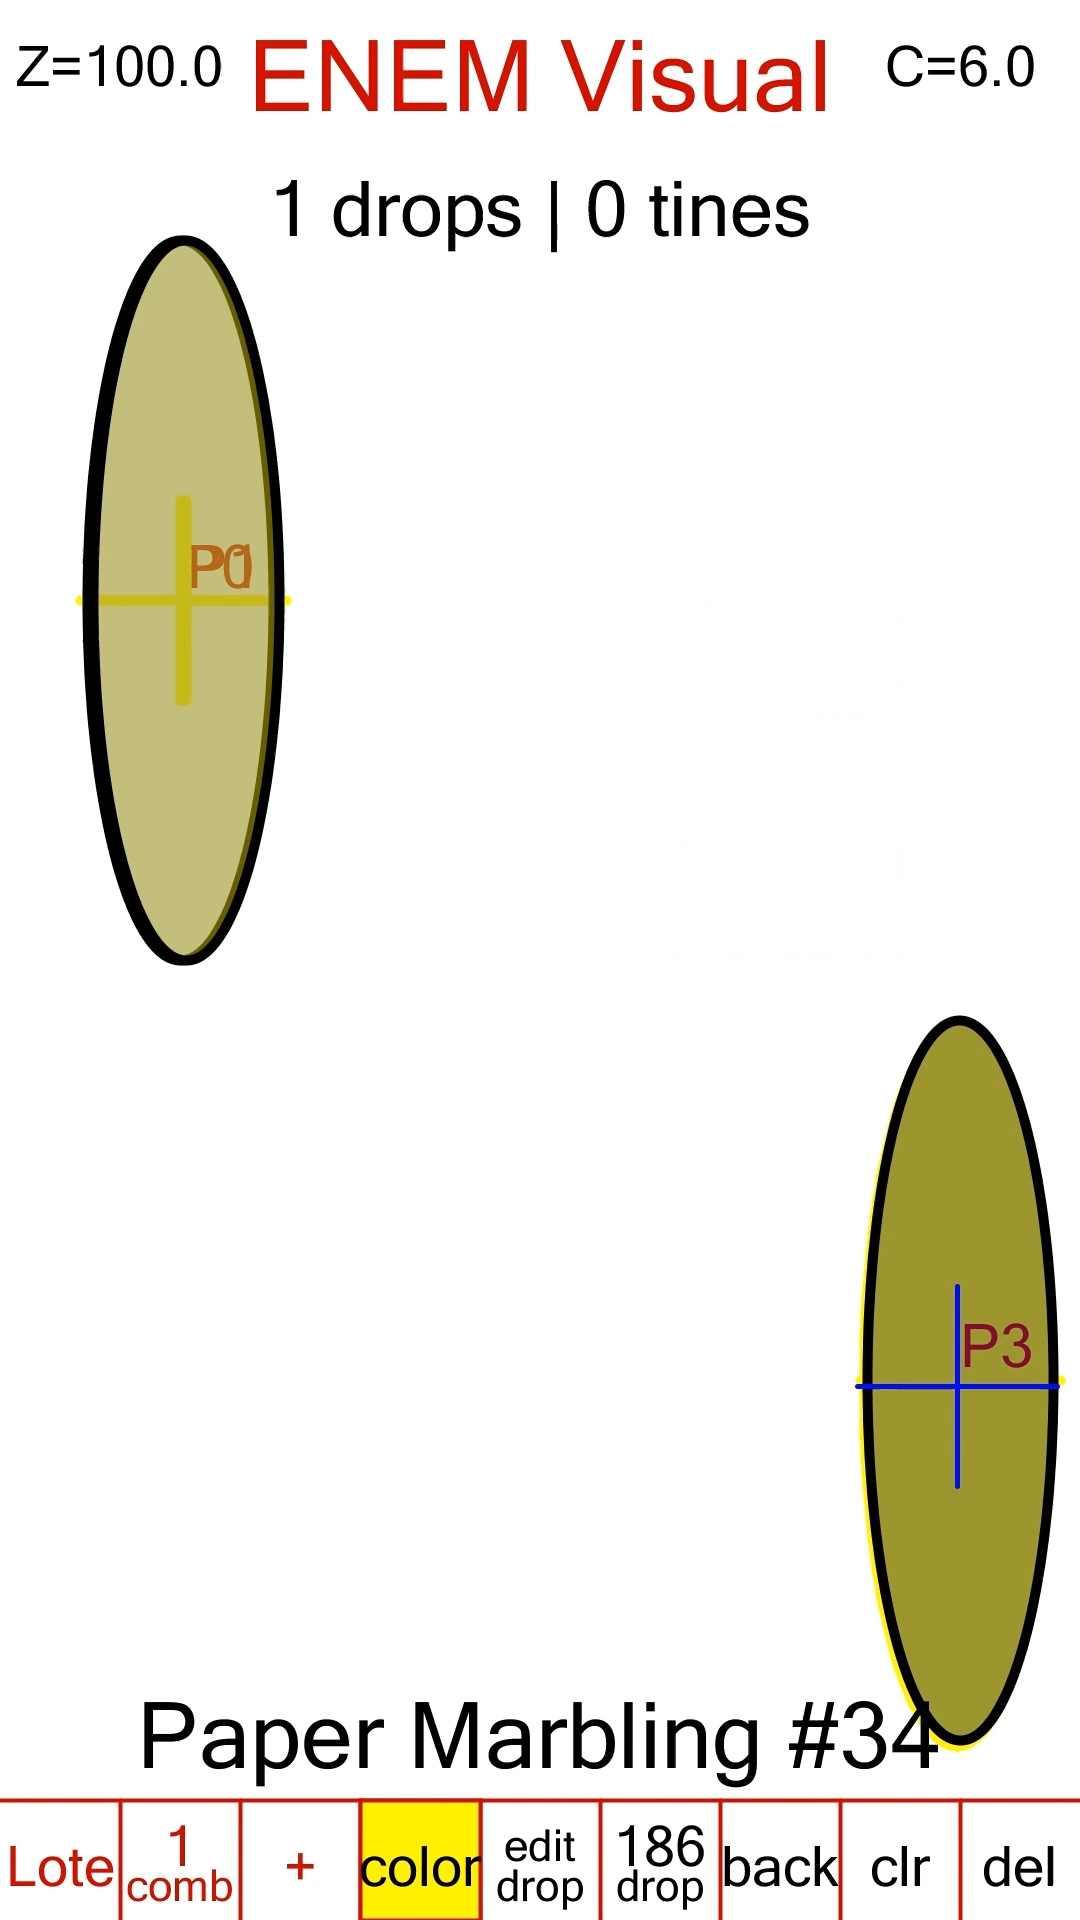 Z=100.0 ENEM Visual C=6.0
1 drops | 0 tines
P3
Paper Marbling #34
Lote 1 comb + color edit drop 186 drop back clr del